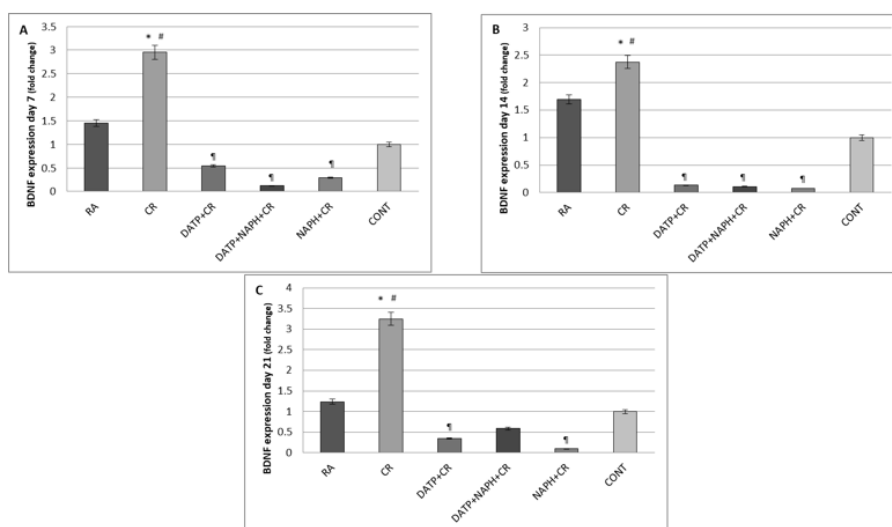 A
BDNF expression day 7 (fold change)
3.5
3
2.5
2
1.5
1
0.5
0
* #
¶
¶
¶
RA
CR
DATP+CR
DATP+NAPH+CR
NAPH+CR
CONT
B
BDNF expression day 14 (fold change)
3
2.5
2
1.5
1
0.5
0
* #
¶
¶
¶
RA
CR
DATP+CR
DATP+NAPH+CR
NAPH+CR
CONT
C
BDNF expression day 21 (fold change)
4
3.5
3
2.5
2
1.5
1
0.5
0
* #
¶
¶
RA
CR
DATP+CR
DATP+NAPH+CR
NAPH+CR
CONT